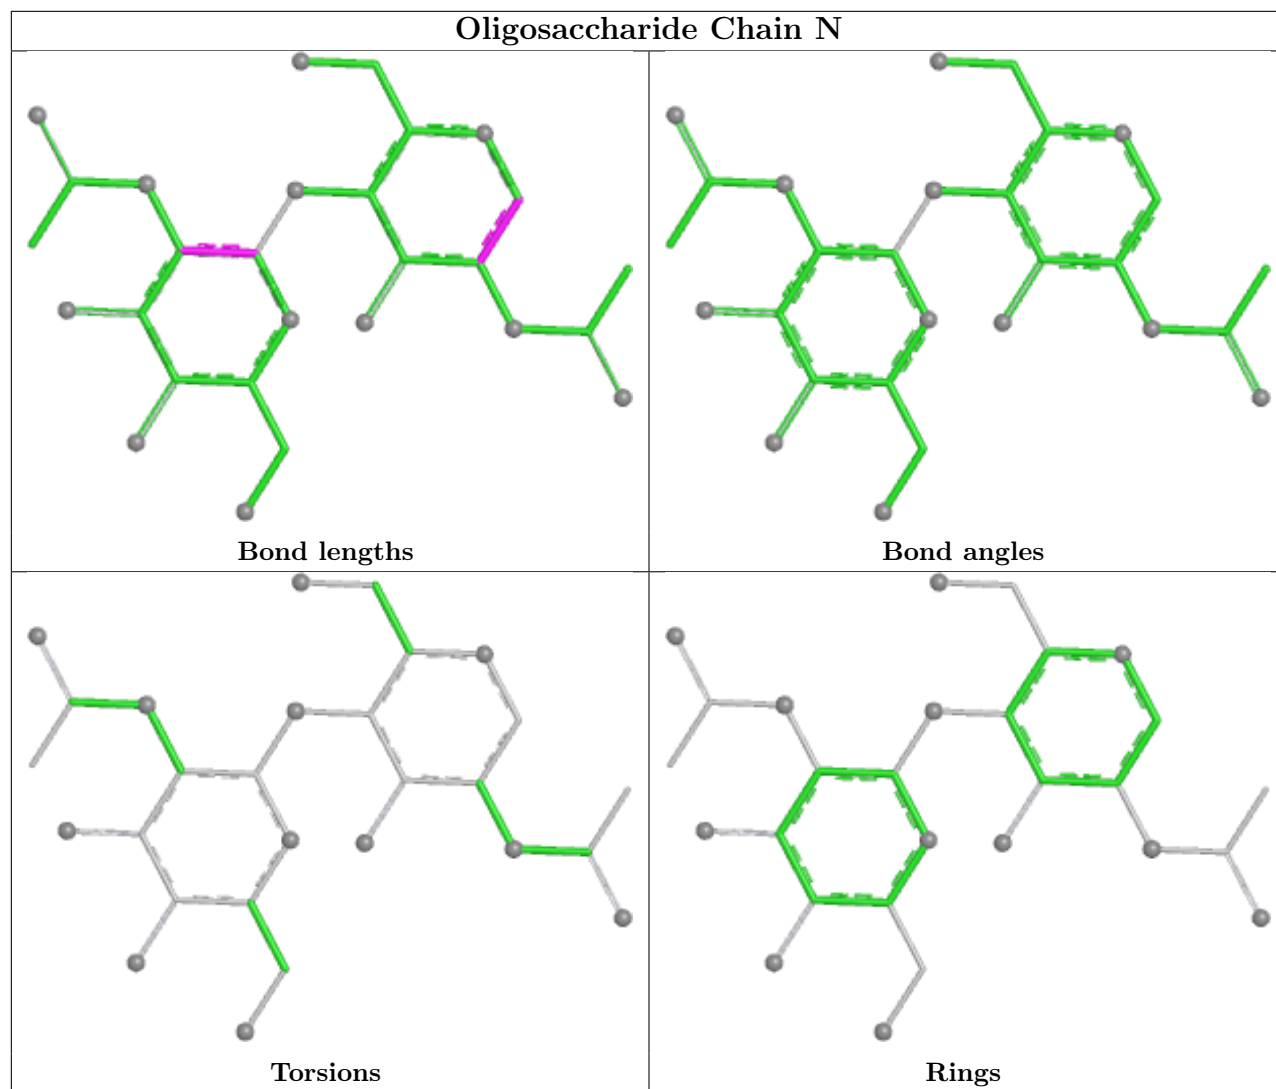 Oligosaccharide Chain N
Bond lengths
Bond angles
Torsions
Rings